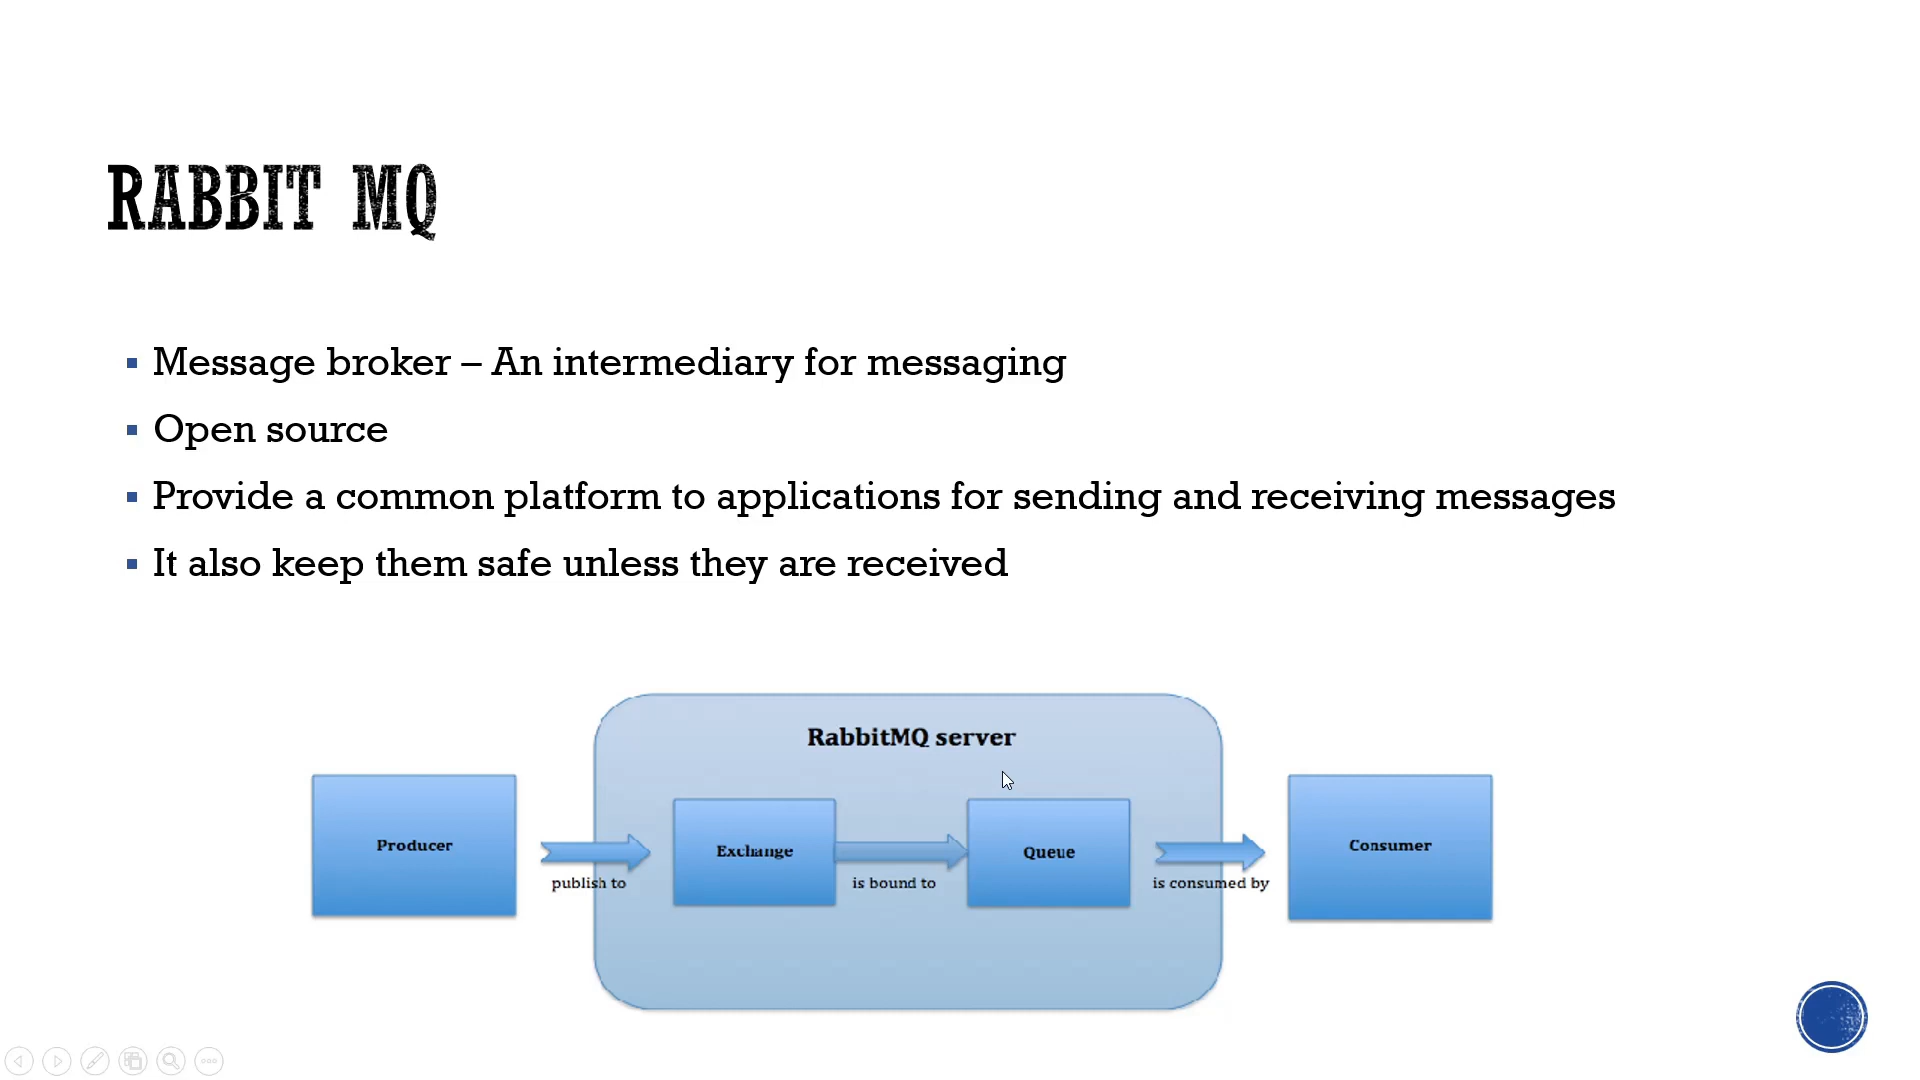 RABBIT MQ
Message broker – An intermediary for messaging
Open source
Provide a common platform to applications for sending and receiving messages
It also keep them safe unless they are received
RabbitMQ server
Producer
publish to
Exchange
is bound to
Queue
is consumed by
Consumer